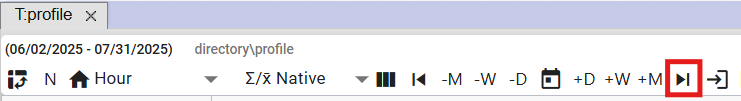 T:profile
(06/02/2025 - 07/31/2025) directory\profile
N Hour Σ/x̄ Native -M -W -D +D +W +M